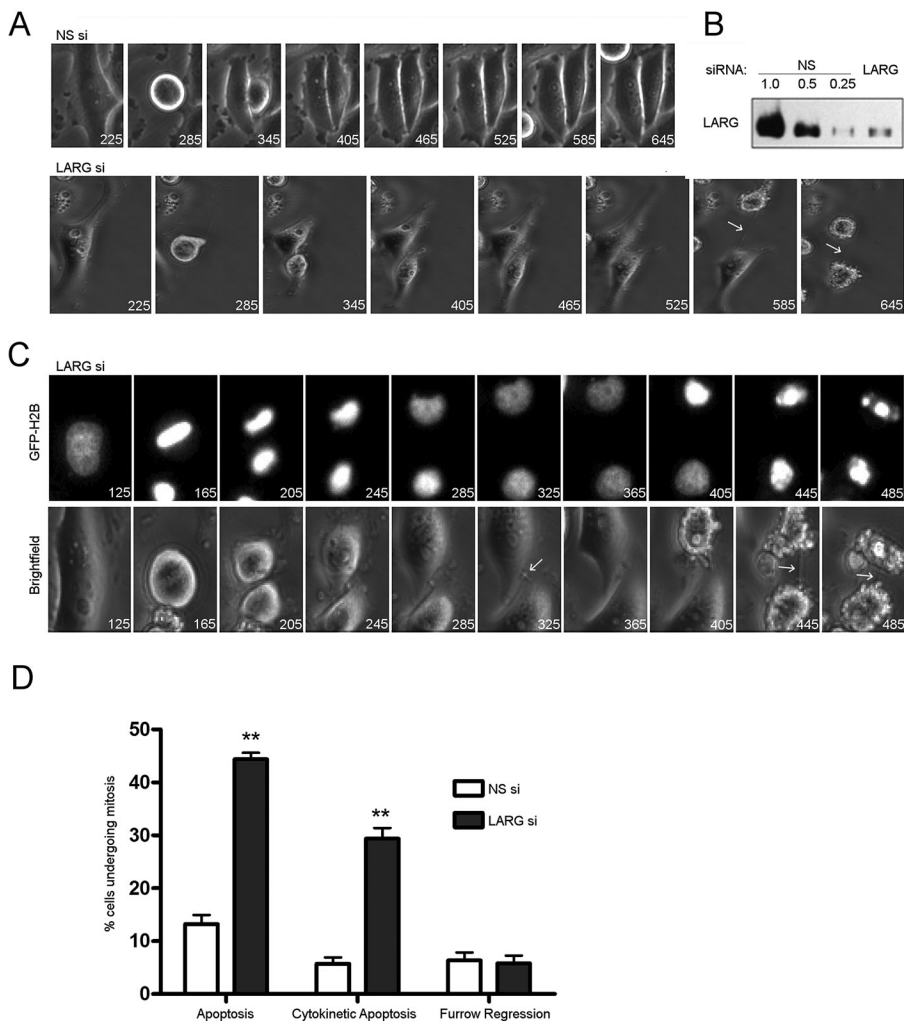 A
NS si
225 285 345 405 465 525 585 645
B
siRNA: NS LARG
1.0 0.5 0.25
LARG
LARG si
225 285 345 405 465 525 585 645
C
LARG si
GFP-H2B
125 165 205 245 285 325 365 405 445 485
Brightfield
125 165 205 245 285 325 365 405 445 485
D
% cells undergoing mitosis
50
40
30
20
10
0
** **
NS si
LARG si
Apoptosis Cytokinetic Apoptosis Furrow Regression